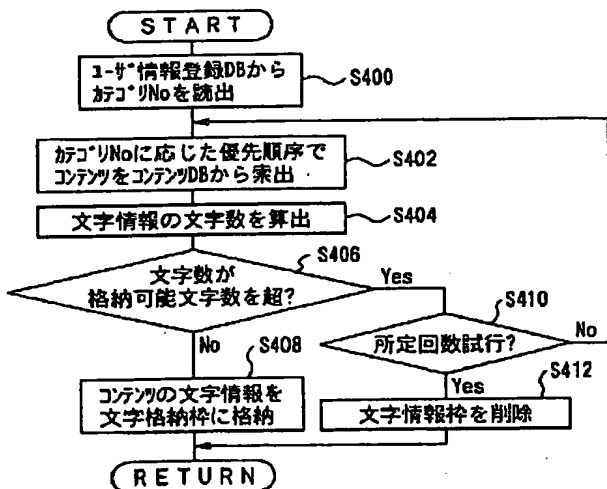 START
ユーザ情報登録DBから
カテゴリNoを読出
S400
カテゴリNoに応じた優先順序で
コンテンツをコンテンツDBから索出
S402
文字情報の文字数を算出
S404
文字数が
格納可能文字数を超?
S406
Yes
No
所定回数試行?
S410
No
Yes
コンテンツの文字情報を
文字格納枠に格納
S408
文字情報枠を削除
S412
RETURN